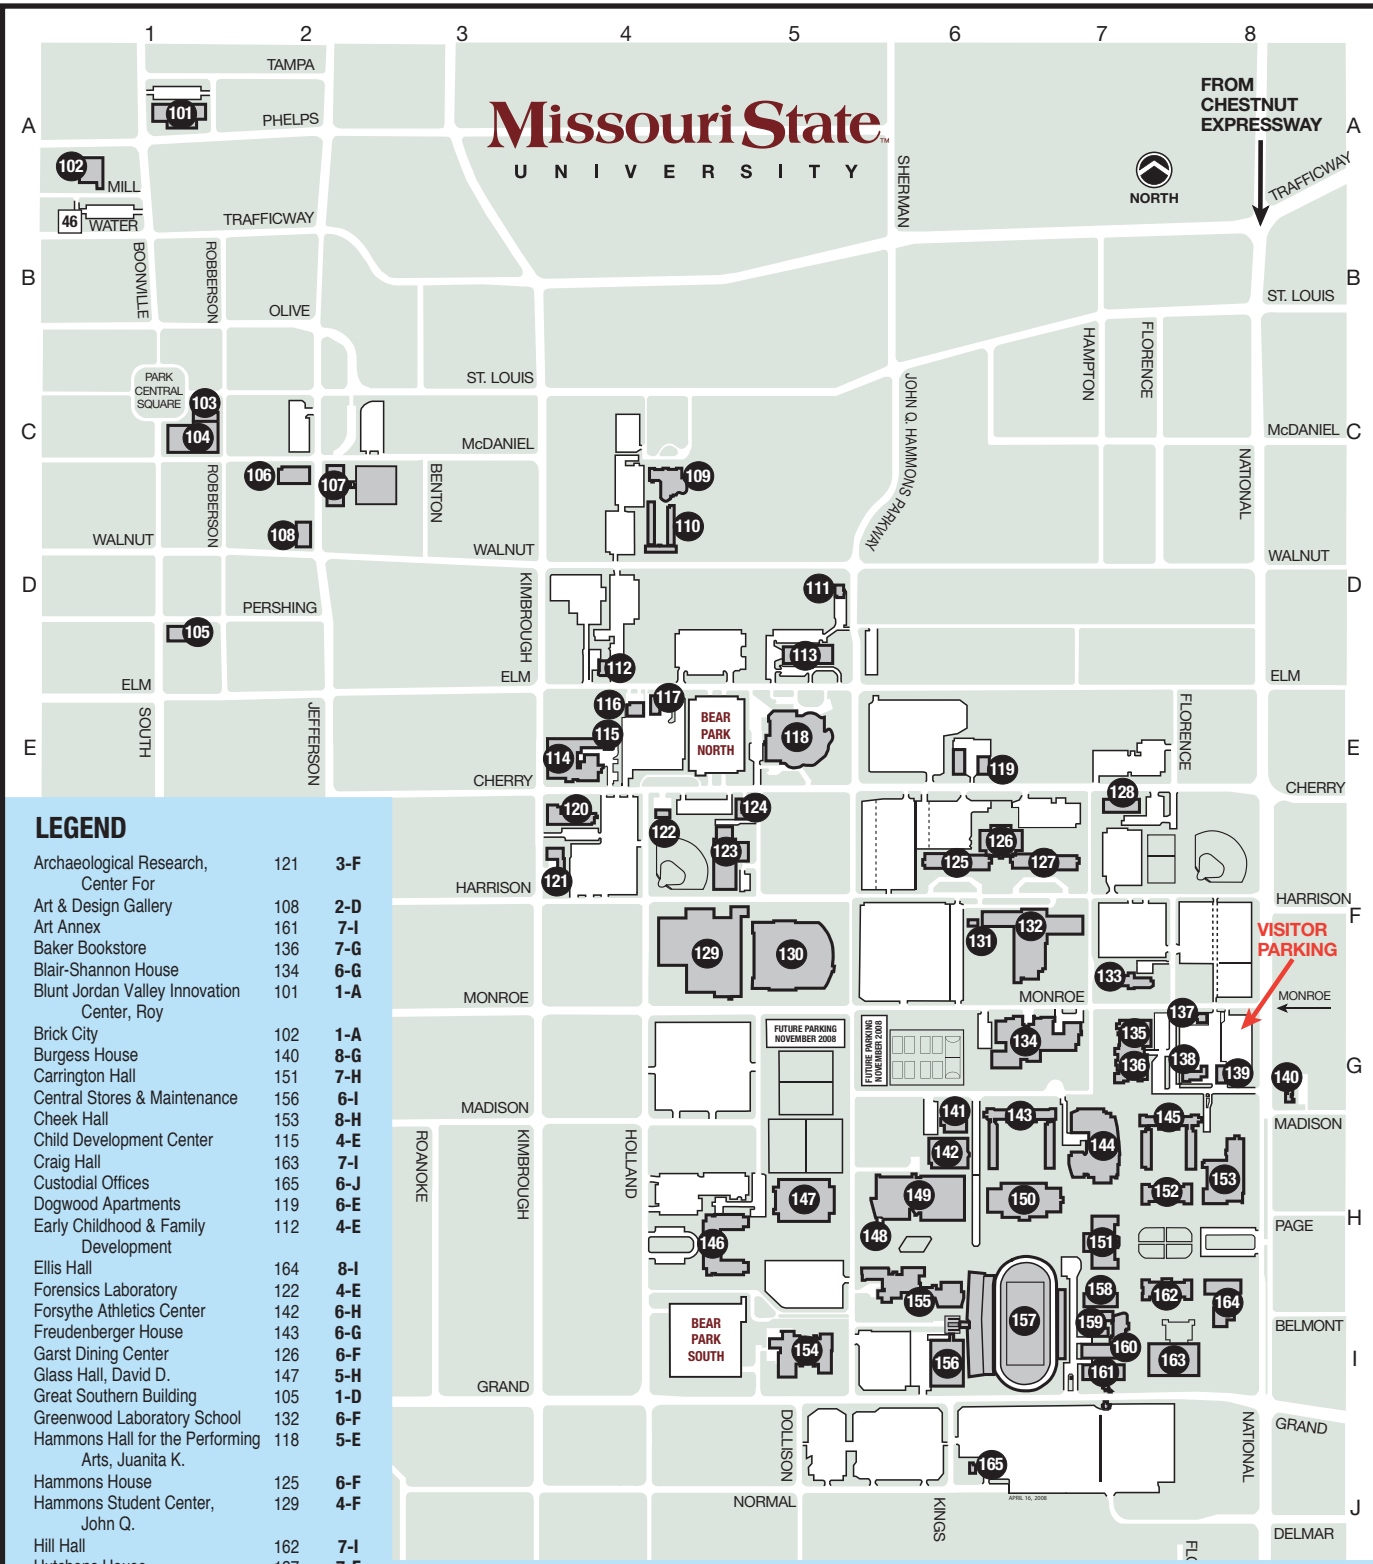 1 2 3 4 5 6 7 8
TAMPA
FROM
CHESTNUT
EXPRESSWAY
101
PHELPS
Missouri State™
UNIVERSITY
A A
102
MILL
SHERMAN
NORTH
TRAFFICWAY
46
WATER
TRAFFICWAY
BOONVILLE
ROBBERSON
B B
OLIVE
ST. LOUIS
HAMPTON
FLORENCE
PARK
CENTRAL
SQUARE
ST. LOUIS
JOHN Q. HAMMONS PARKWAY
103
104
C McDANIEL McDANIEL C
106
107
ROBBERSON
BENTON
109
NATIONAL
110
108
WALNUT WALNUT WALNUT
D D
KIMBROUGH
111
PERSHING
105
113
112
ELM ELM ELM
SOUTH
JEFFERSON
116
117
BEAR
PARK
NORTH
118
FLORENCE
115
114
E E
119
CHERRY CHERRY
128
120
124
122
123
126
125
127
121
HARRISON HARRISON
F
129
130
131
132
VISITOR
PARKING
133
MONROE MONROE MONROE
137
FUTURE PARKING
NOVEMBER 2008
FUTURE PARKING
NOVEMBER 2008
134
135
136
138
139
140
G
MADISON MADISON
141
143
145
142
144
ROANOKE
KIMBROUGH
HOLLAND
147
149
150
152
153
H
PAGE
148
146
151
155
158
162
164
157
159
160
BEAR
PARK
SOUTH
BELMONT
154
156
161
163
I
GRAND GRAND
DOLLISON
NATIONAL
165
APRIL 16, 2008
NORMAL
KINGS
J
DELMAR
LEGEND
Archaeological Research, 121 3-F
Center For
Art & Design Gallery 108 2-D
Art Annex 161 7-I
Baker Bookstore 136 7-G
Blair-Shannon House 134 6-G
Blunt Jordan Valley Innovation 101 1-A
Center, Roy
Brick City 102 1-A
Burgess House 140 8-G
Carrington Hall 151 7-H
Central Stores & Maintenance 156 6-I
Cheek Hall 153 8-H
Child Development Center 115 4-E
Craig Hall 163 7-I
Custodial Offices 165 6-J
Dogwood Apartments 119 6-E
Early Childhood & Family 112 4-E
Development
Ellis Hall 164 8-I
Forensics Laboratory 122 4-E
Forsythe Athletics Center 142 6-H
Freudenberger House 143 6-G
Garst Dining Center 126 6-F
Glass Hall, David D. 147 5-H
Great Southern Building 105 1-D
Greenwood Laboratory School 132 6-F
Hammons Hall for the Performing 118 5-E
Arts, Juanita K.
Hammons House 125 6-F
Hammons Student Center, 129 4-F
John Q.
Hill Hall 162 7-I